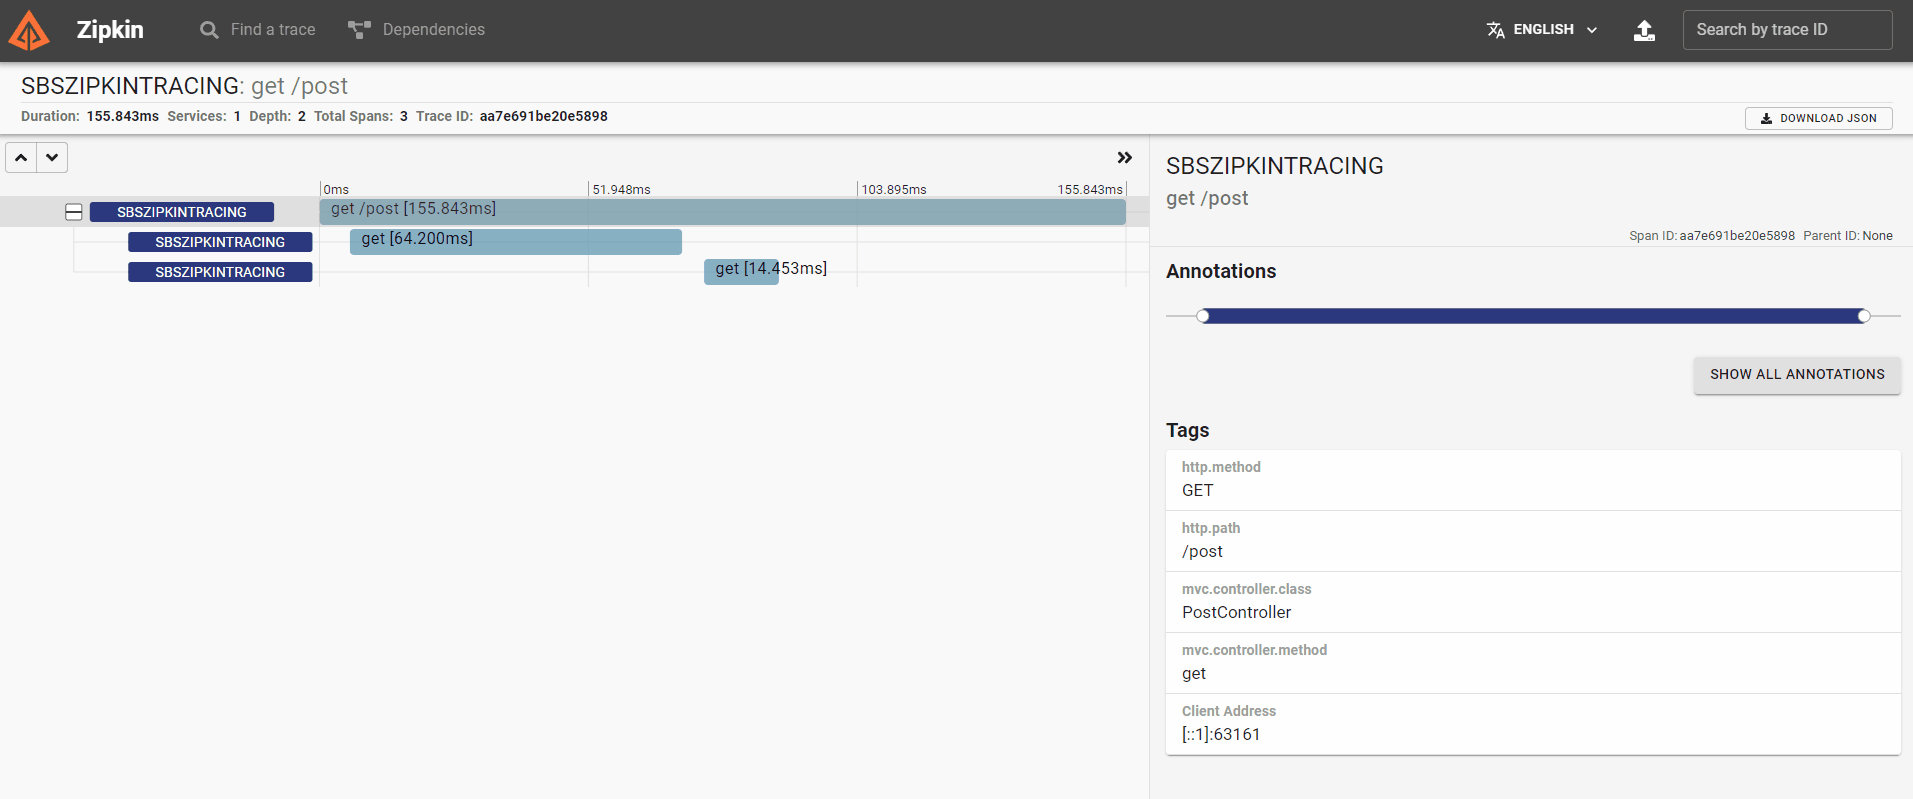 Zipkin
Find a trace
Dependencies
ENGLISH
Search by trace ID
SBSZIPKINTRACING: get /post
Duration: 155.843ms Services: 1 Depth: 2 Total Spans: 3 Trace ID: aa7e691be20e5898
DOWNLOAD JSON
0ms 51.948ms 103.895ms 155.843ms
SBSZIPKINTRACING get /post [155.843ms]
SBSZIPKINTRACING get [64.200ms]
SBSZIPKINTRACING get [14.453ms]
SBSZIPKINTRACING
get /post
Span ID: aa7e691be20e5898 Parent ID: None
Annotations
SHOW ALL ANNOTATIONS
Tags
http.method
GET
http.path
/post
mvc.controller.class
PostController
mvc.controller.method
get
Client Address
[::1]:63161